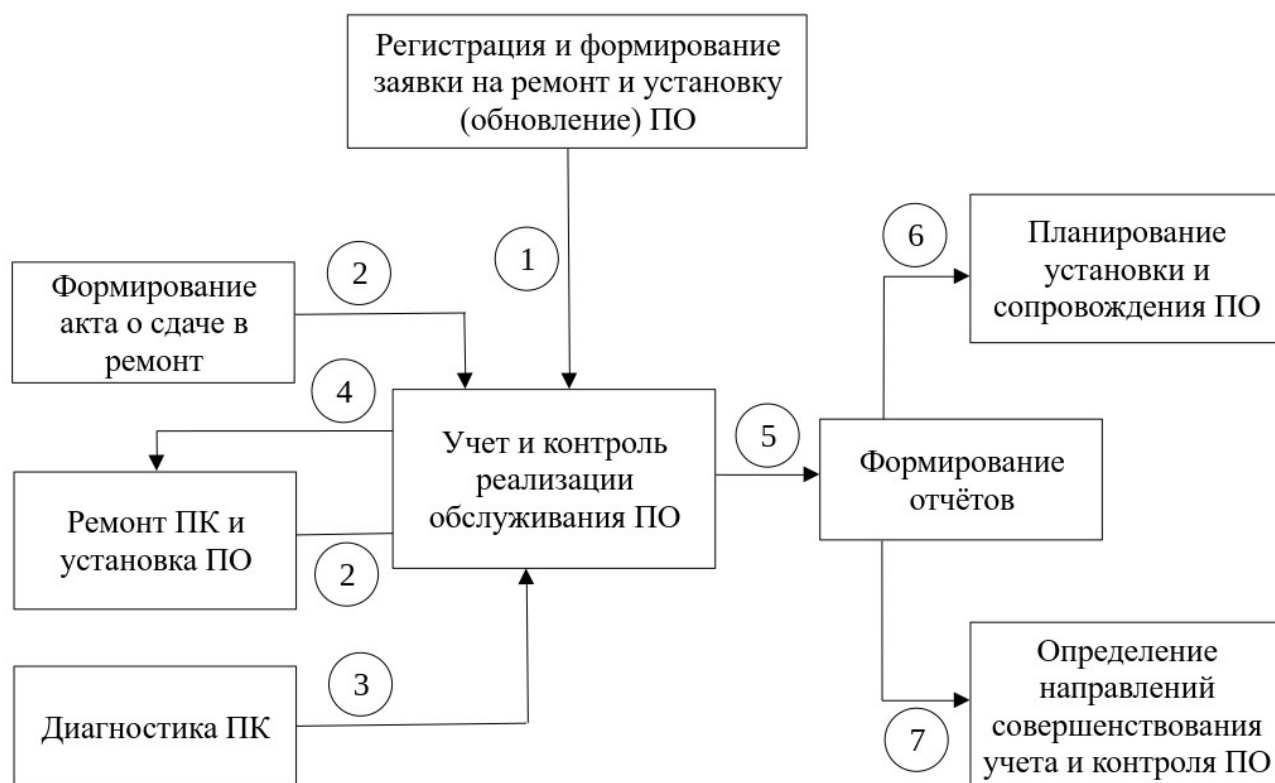 Регистрация и формирование
заявки на ремонт и установку
(обновление) ПО
1
2
Формирование
акта о сдаче в
ремонт
4
Ремонт ПК и
установка ПО
2
3
Диагностика ПК
Учет и контроль
реализации
обслуживания ПО
5
Формирование
отчётов
6
Планирование
установки и
сопровождения ПО
7
Определение
направлений
совершенствования
учета и контроля ПО